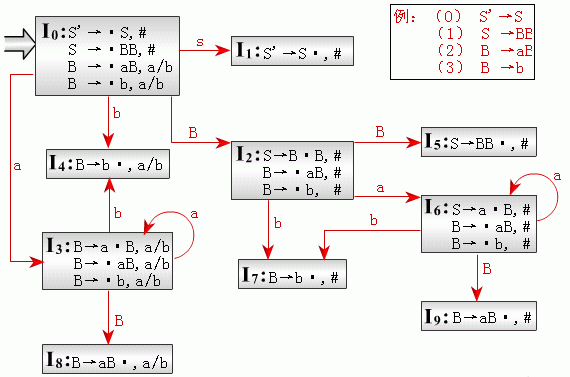 I0:S'→·S,#
S →·BB,#
B →·aB,a/b
B →·b,a/b
s
I1:S'→S·,#
例: (0) S'→S
(1) S →BB
(2) B →aB
(3) B →b
a
b
B
I4:B→b·,a/b
I2:S→B·B,#
B→·aB,#
B→·b, #
B
I5:S→BB·,#
a
a
I6:S→a·B,#
B→·aB,#
B→·b, #
b
a
I3:B→a·B,a/b
B→·aB,a/b
B→·b,a/b
b
b
I7:B→b·,#
B
I9:B→aB·,#
B
I8:B→aB·,a/b